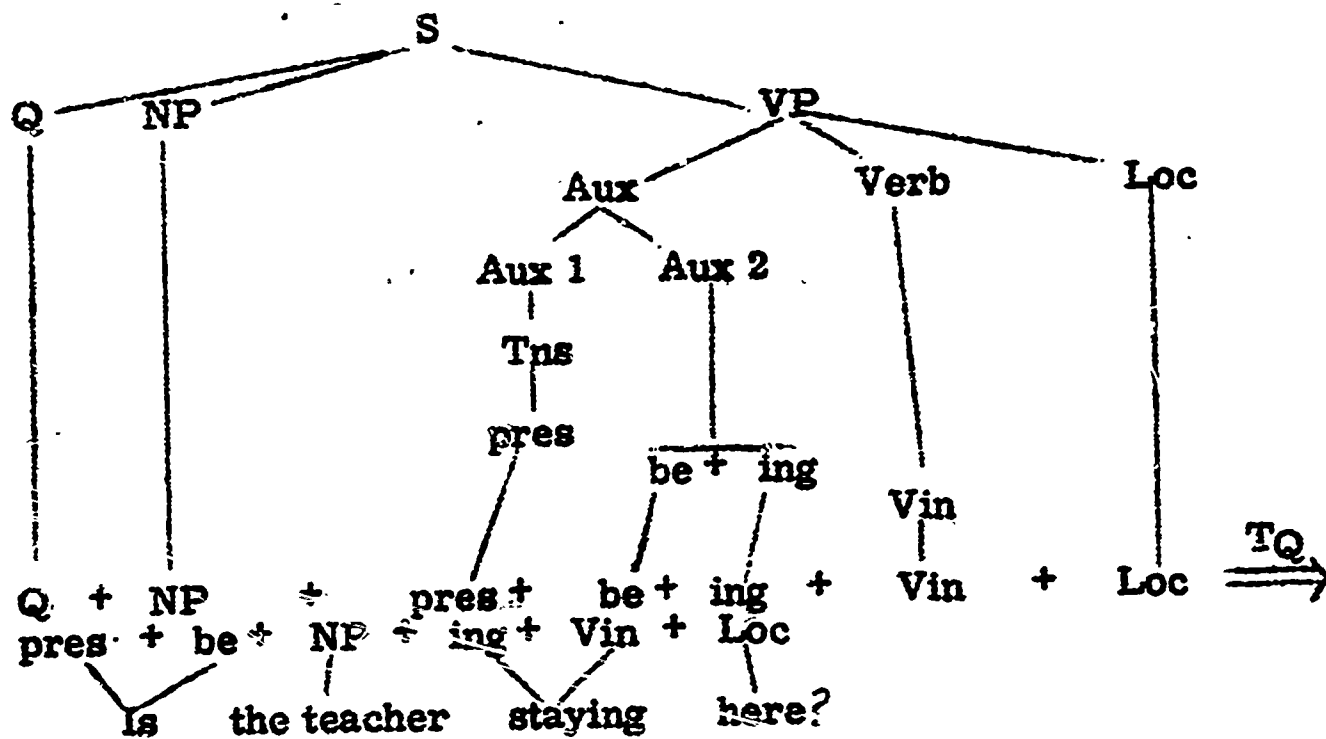 S
Q NP VP
Aux Verb Loc
Aux 1 Aux 2
Tns
pres
be + ing
Vin
TQ
Q + NP + pres + be + ing + Vin + Loc
pres + be + NP + ing + Vin + Loc
is the teacher staying here?